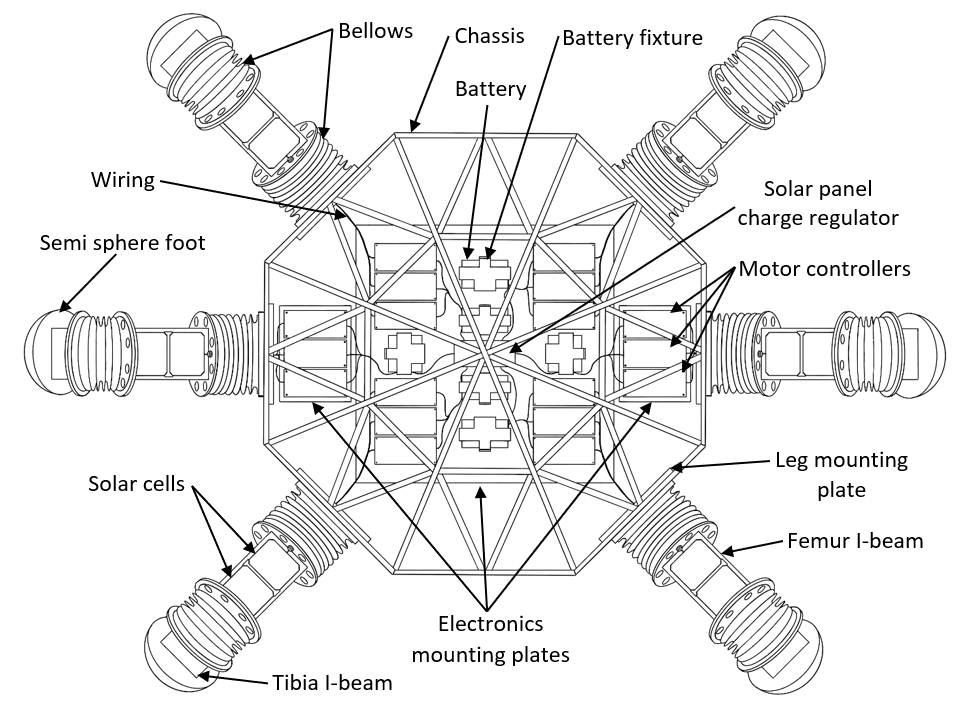 Bellows
Chassis
Battery fixture
Battery
Wiring
Solar panel
charge regulator
Semi sphere foot
Motor controllers
Leg mounting
plate
Solar cells
Femur I-beam
Electronics
mounting plates
Tibia I-beam